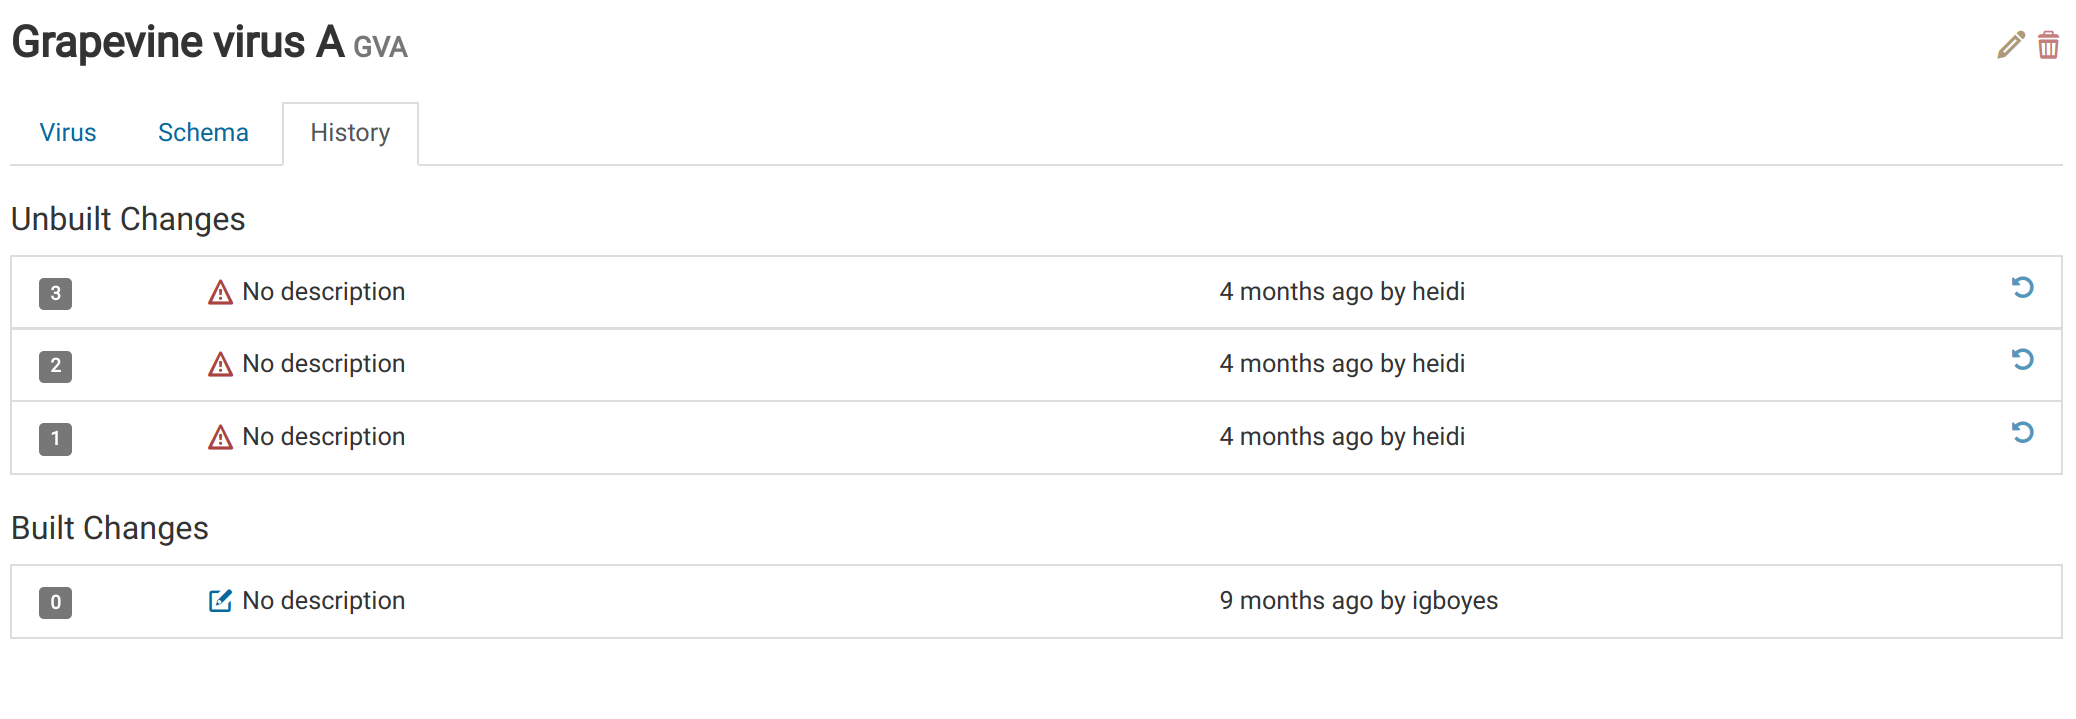 Grapevine virus A GVA
Virus Schema History
Unbuilt Changes
3 No description 4 months ago by heidi
2 No description 4 months ago by heidi
1 No description 4 months ago by heidi
Built Changes
0 No description 9 months ago by igboyes